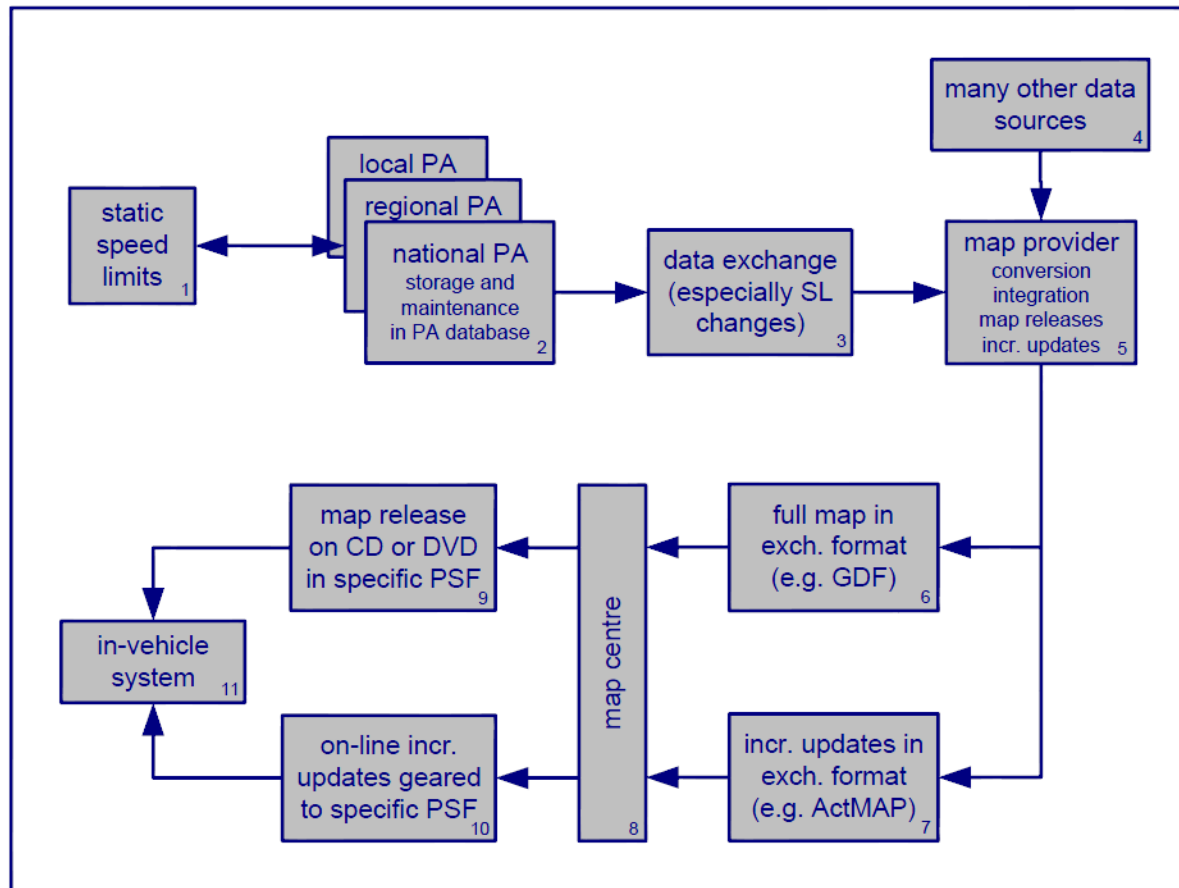 many other data
sources
4
local PA
regional PA
static
speed
limits
1
national PA
storage and
maintenance
in PA database
2
data exchange
(especially SL
changes)
3
map provider
conversion
integration
map releases
incr. updates
5
map release
on CD or DVD
in specific PSF
9
map centre
8
full map in
exch. format
(e.g. GDF)
6
in-vehicle
system
11
on-line incr.
updates geared
to specific PSF
10
incr. updates in
exch. format
(e.g. ActMAP)
7